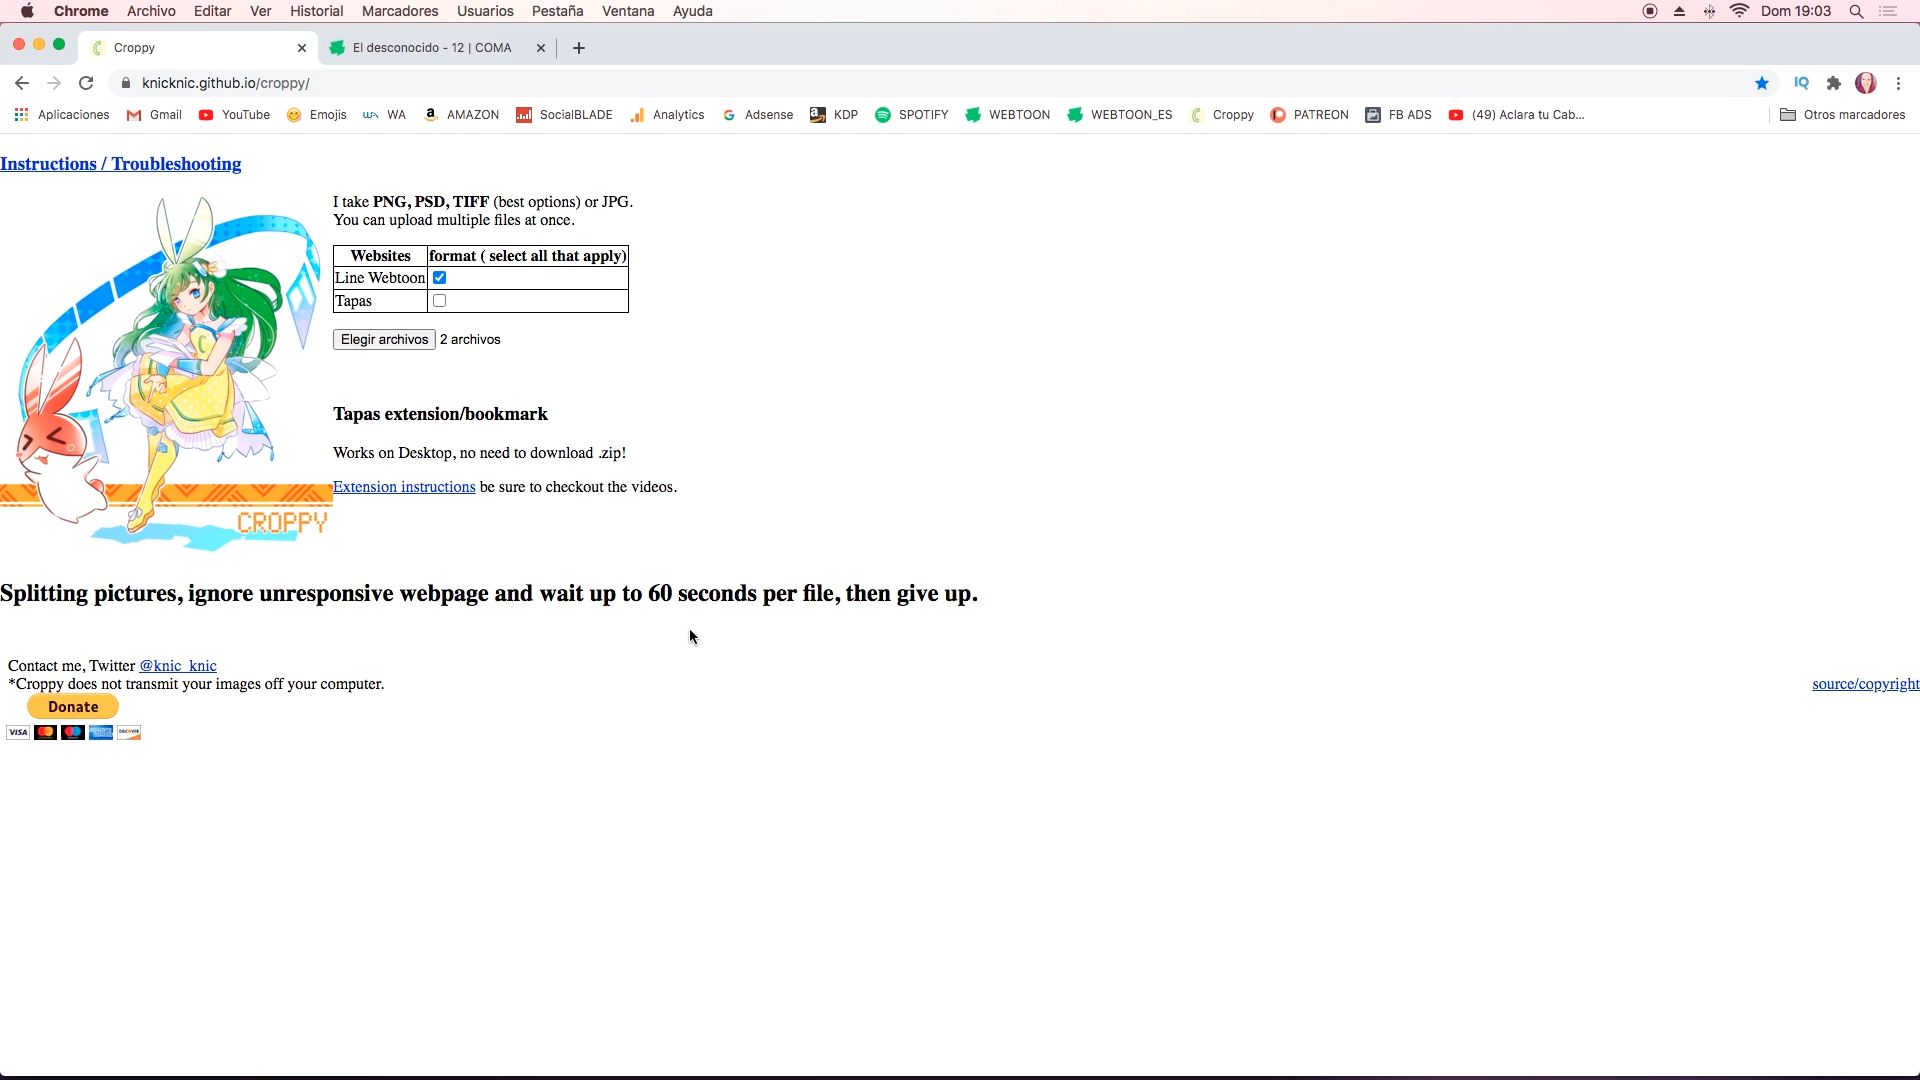 Chrome Archivo Editar Ver Historial Marcadores Usuarios Pestaña Ventana Ayuda Dom 19:03
Croppy El desconocido - 12 | COMA
knicknic.github.io/croppy/
Aplicaciones Gmail YouTube Emojis WA AMAZON SocialBLADE Analytics Adsense KDP SPOTIFY WEBTOON WEBTOON_ES Croppy PATREON FB ADS (49) Aclara tu Cab... Otros marcadores
Instructions / Troubleshooting
I take PNG, PSD, TIFF (best options) or JPG.
You can upload multiple files at once.
Websites format ( select all that apply)
Line Webtoon
Tapas
Elegir archivos 2 archivos
Tapas extension/bookmark
Works on Desktop, no need to download .zip!
Extension instructions be sure to checkout the videos.
CROPPY
Splitting pictures, ignore unresponsive webpage and wait up to 60 seconds per file, then give up.
Contact me, Twitter @knic_knic
*Croppy does not transmit your images off your computer. source/copyright
Donate
VISA DISCOVER